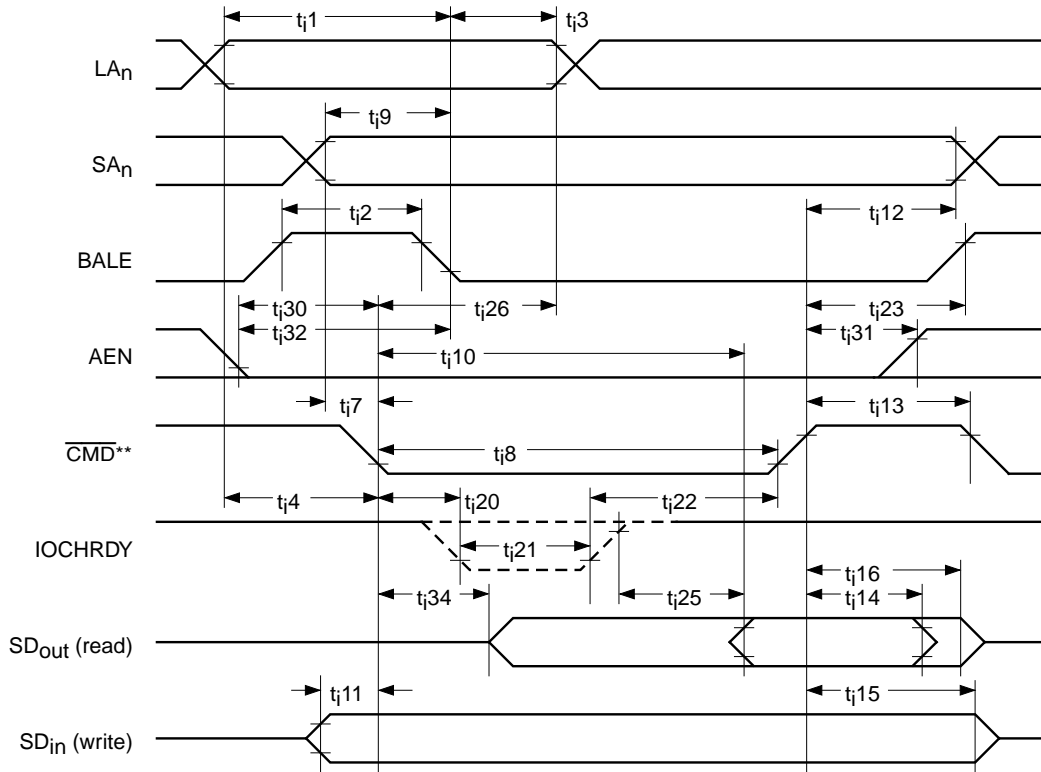 ti1 ti3
LAn
ti9
SAn
ti2 ti12
BALE
ti30 ti26 ti23
ti32 ti31
AEN ti10
ti7 ti13
CMD** ti8
ti4 ti20 ti22
IOCHRDY ti21
ti16
ti34 ti25 ti14
SDout (read)
ti11 ti15
SDin (write)